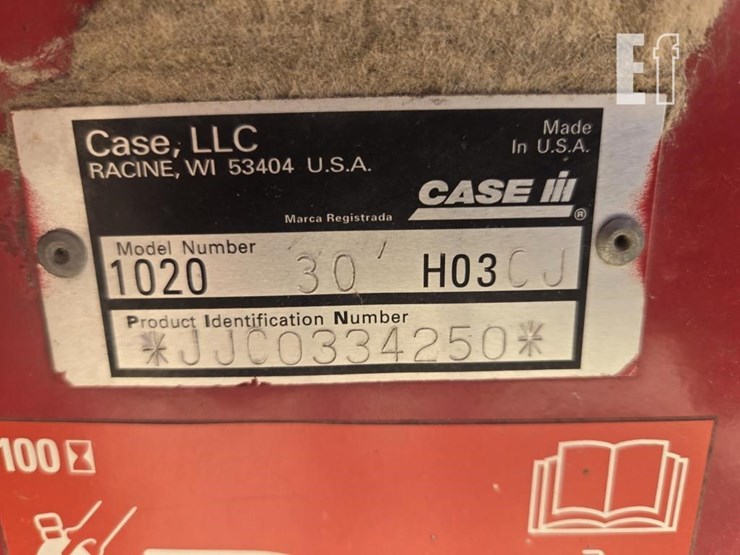 Ef
Case, LLC
RACINE, WI 53404 U.S.A.
Made
In U.S.A.
CASE IH
Marca Registrada ®
Model Number
1020 30' H03CJ
Product Identification Number
*JJC0334250*
100